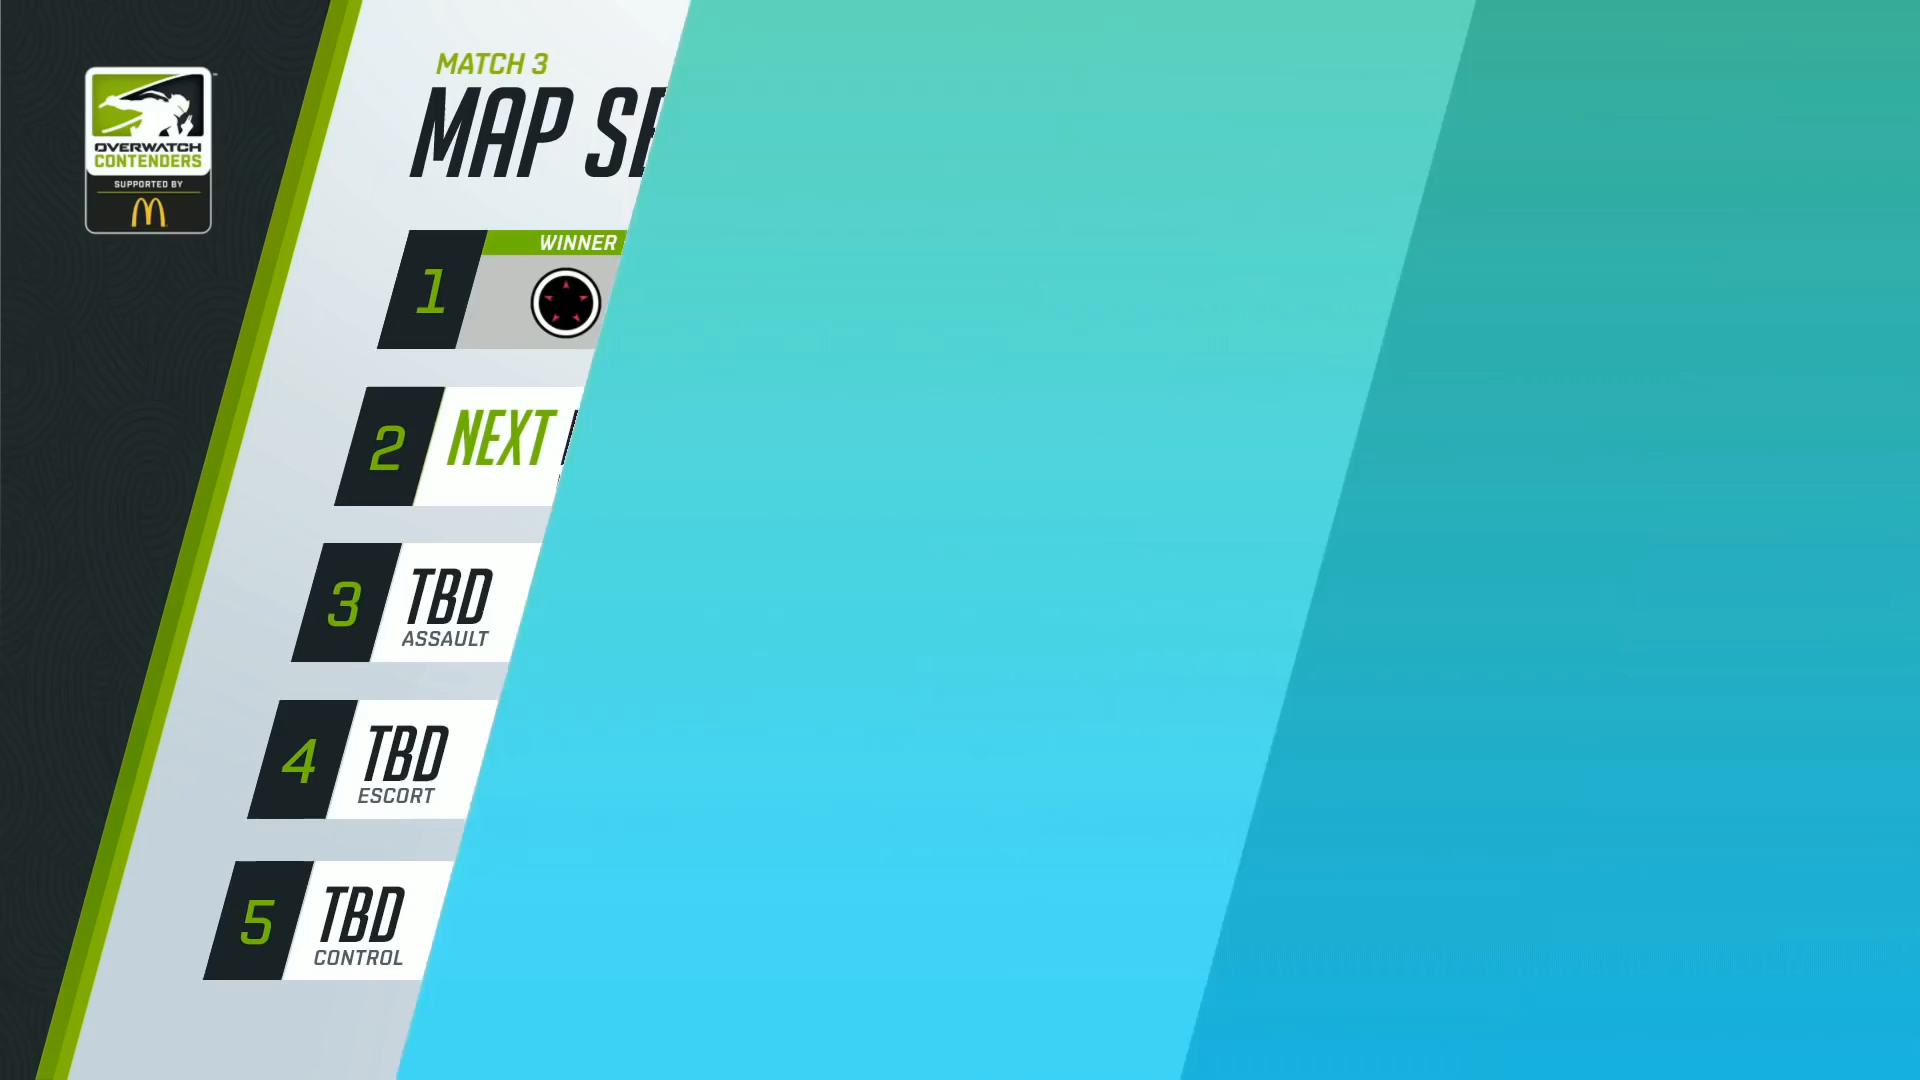 MATCH 3
MAP SE
OVERWATCH
CONTENDERS
SUPPORTED BY
1
WINNER
2
NEXT
3
TBD
ASSAULT
4
TBD
ESCORT
5
TBD
CONTROL